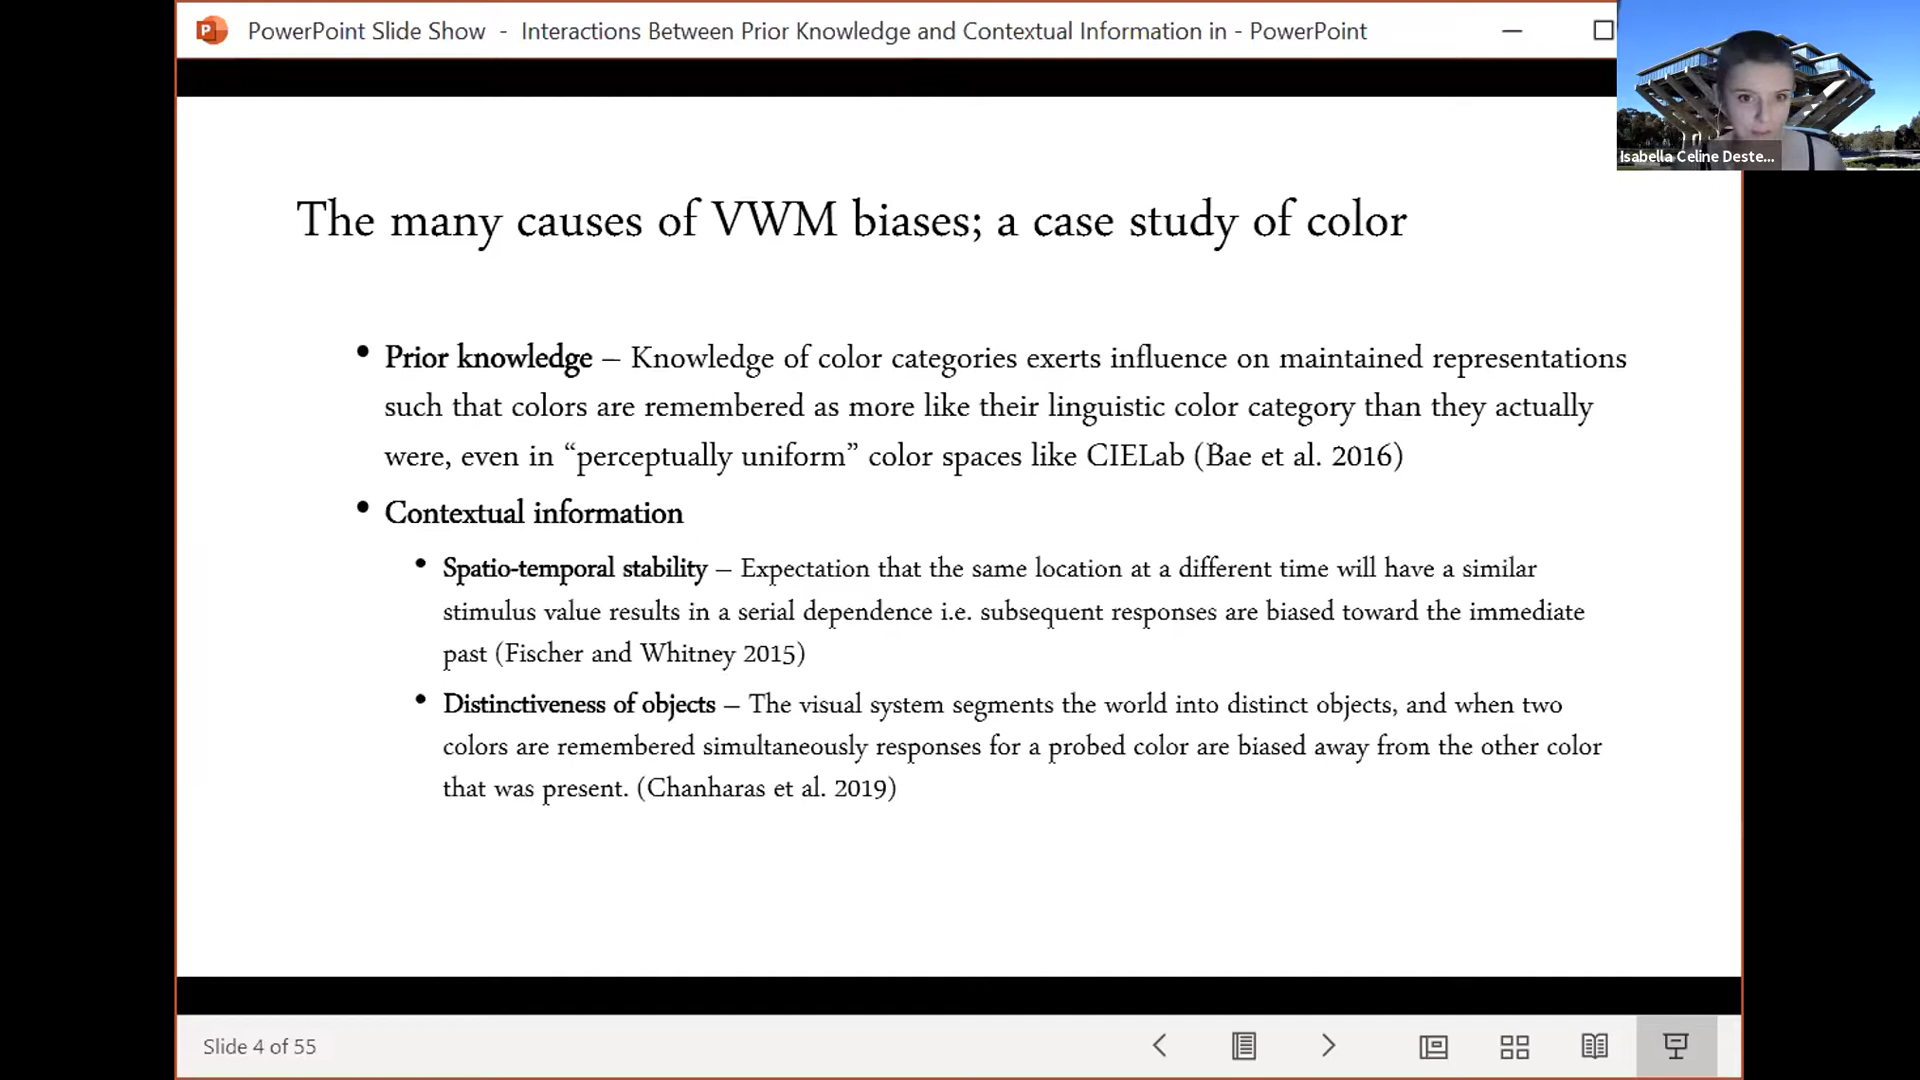 PowerPoint Slide Show - Interactions Between Prior Knowledge and Contextual Information in - PowerPoint
Isabella Celine Deste...
The many causes of VWM biases; a case study of color
• Prior knowledge – Knowledge of color categories exerts influence on maintained representations
such that colors are remembered as more like their linguistic color category than they actually
were, even in “perceptually uniform” color spaces like CIELab (Bae et al. 2016)
• Contextual information
• Spatio-temporal stability – Expectation that the same location at a different time will have a similar
stimulus value results in a serial dependence i.e. subsequent responses are biased toward the immediate
past (Fischer and Whitney 2015)
• Distinctiveness of objects – The visual system segments the world into distinct objects, and when two
colors are remembered simultaneously responses for a probed color are biased away from the other color
that was present. (Chanharas et al. 2019)
Slide 4 of 55